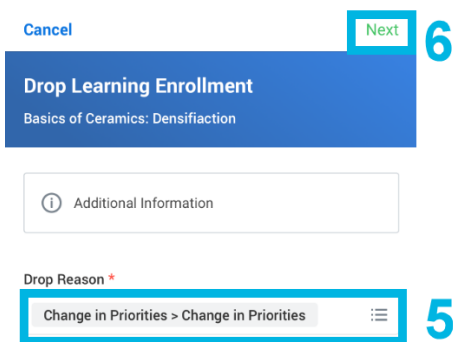 Cancel Next 6
Drop Learning Enrollment
Basics of Ceramics: Densifiaction
Additional Information
Drop Reason *
Change in Priorities > Change in Priorities 5